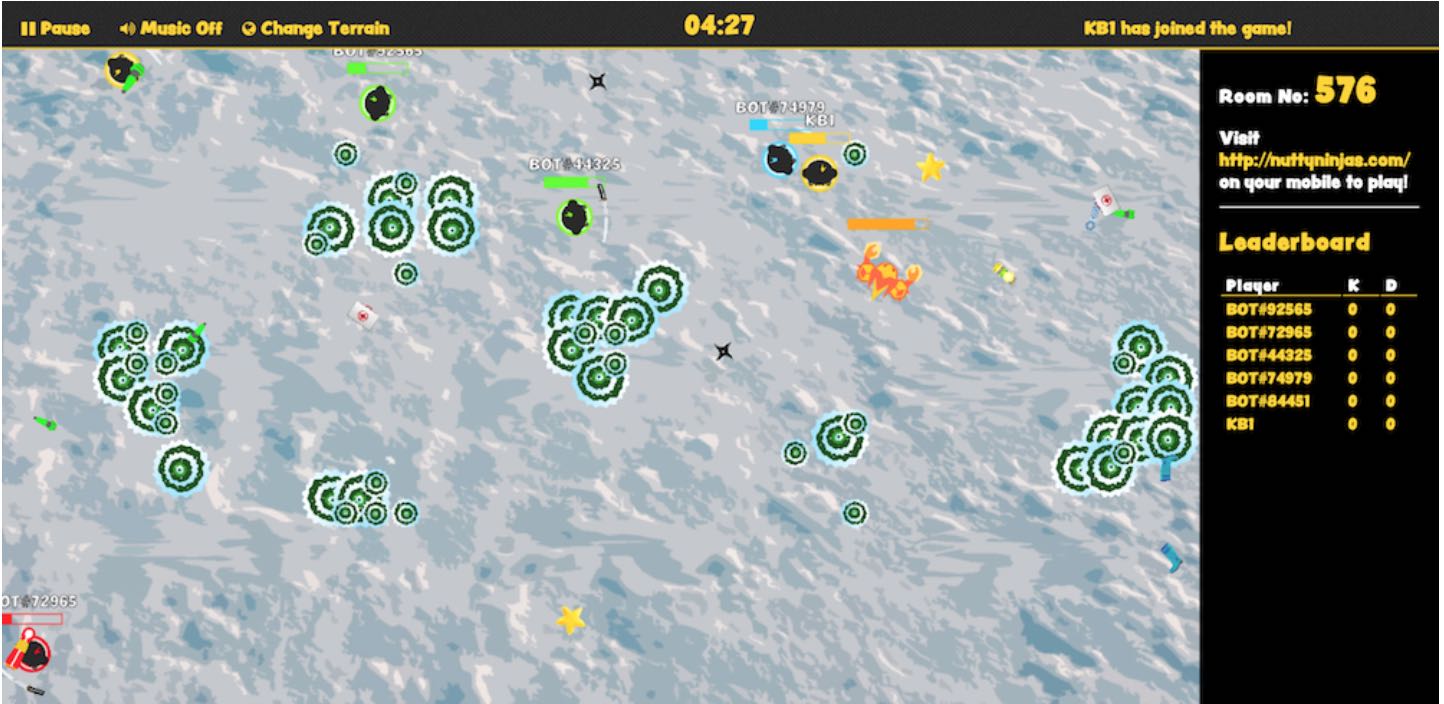 Pause
Music Off
Change Terrain
04:27
KB1 has joined the game!
BOT#92565
BOT#74979
KB1
BOT#44325
OT#72965
Room No: 576
Visit
http://nuttyninjas.com/
on your mobile to play!
Leaderboard
Player K D
BOT#92565 0 0
BOT#72965 0 0
BOT#44325 0 0
BOT#74979 0 0
BOT#84451 0 0
KB1 0 0